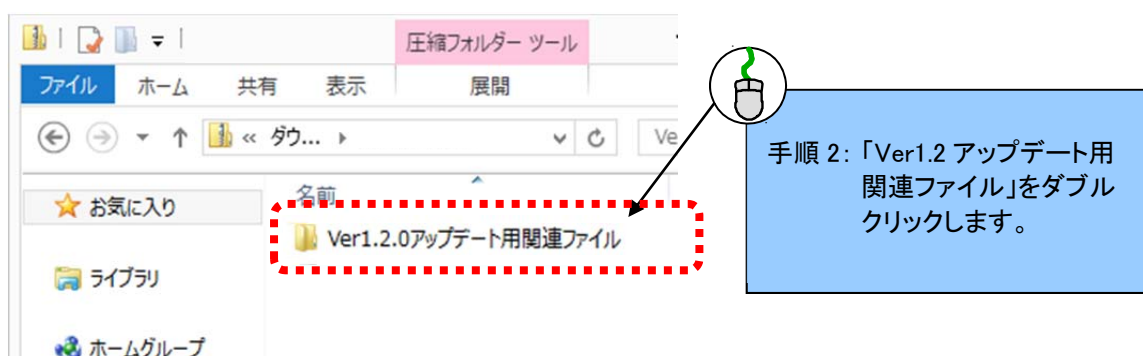 圧縮フォルダー ツール
ファイル ホーム 共有 表示 展開
« ダウ... Ve
名前
お気に入り
Ver1.2.0アップデート用関連ファイル
ライブラリ
ホームグループ
手順 2: 「Ver1.2 アップデート用
関連ファイル」をダブル
クリックします。